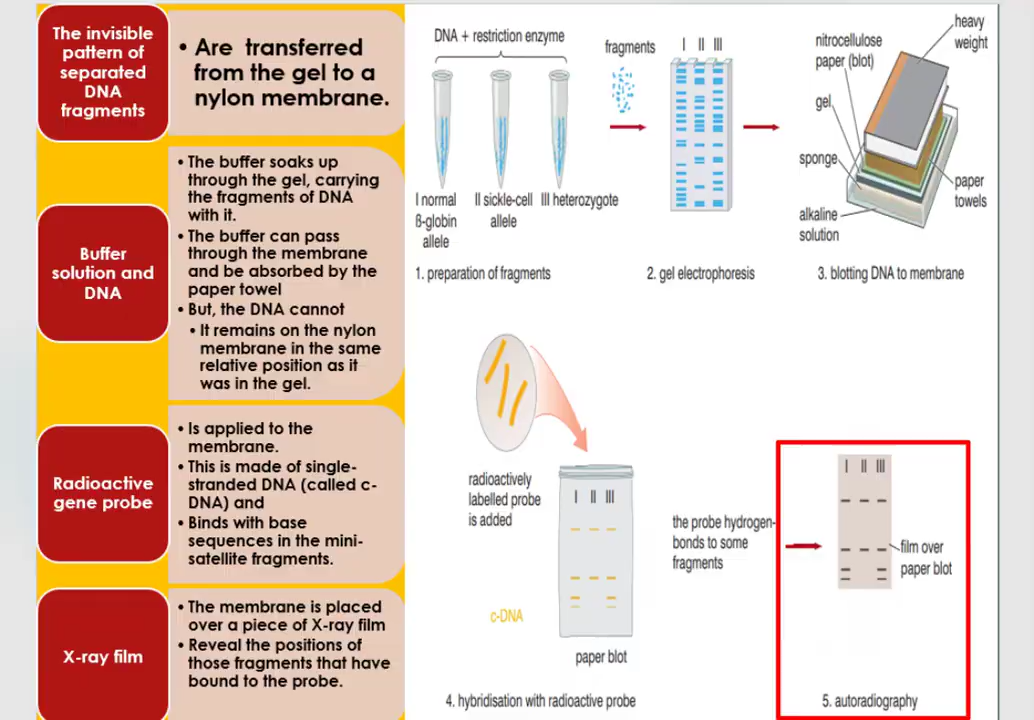 The invisible
pattern of
separated
DNA
fragments
• Are transferred
from the gel to a
nylon membrane.
Buffer
solution and
DNA
• The buffer soaks up
through the gel, carrying
the fragments of DNA
with it.
• The buffer can pass
through the membrane
and be absorbed by the
paper towel
• But, the DNA cannot
• It remains on the nylon
membrane in the same
relative position as it
was in the gel.
Radioactive
gene probe
• Is applied to the
membrane.
• This is made of single-
stranded DNA (called c-
DNA) and
• Binds with base
sequences in the mini-
satellite fragments.
X-ray film
• The membrane is placed
over a piece of X-ray film
• Reveal the positions of
those fragments that have
bound to the probe.
DNA + restriction enzyme
I normal
ß-globin
allele
II sickle-cell
allele
III heterozygote
1. preparation of fragments
fragments
I II III
2. gel electrophoresis
heavy
weight
nitrocellulose
paper (blot)
gel
sponge
alkaline
solution
paper
towels
3. blotting DNA to membrane
radioactively
labelled probe
is added
I II III
c-DNA
paper blot
4. hybridisation with radioactive probe
the probe hydrogen-
bonds to some
fragments
I II III
film over
paper blot
5. autoradiography